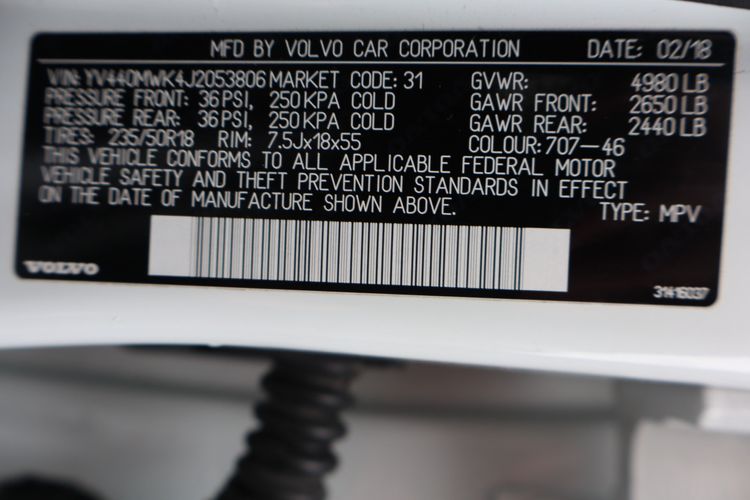 MFD BY VOLVO CAR CORPORATION DATE: 02/18
VIN: YV440MWK4J2053806 MARKET CODE: 31 GVWR: 4980 LB
PRESSURE FRONT: 36 PSI, 250 KPA COLD GAWR FRONT: 2650 LB
PRESSURE REAR: 36 PSI, 250 KPA COLD GAWR REAR: 2440 LB
TIRES: 235/50R18 RIM: 7.5Jx18x55 COLOUR: 707-46
THIS VEHICLE CONFORMS TO ALL APPLICABLE FEDERAL MOTOR
VEHICLE SAFETY AND THEFT PREVENTION STANDARDS IN EFFECT
ON THE DATE OF MANUFACTURE SHOWN ABOVE. TYPE: MPV
VOLVO
31416037